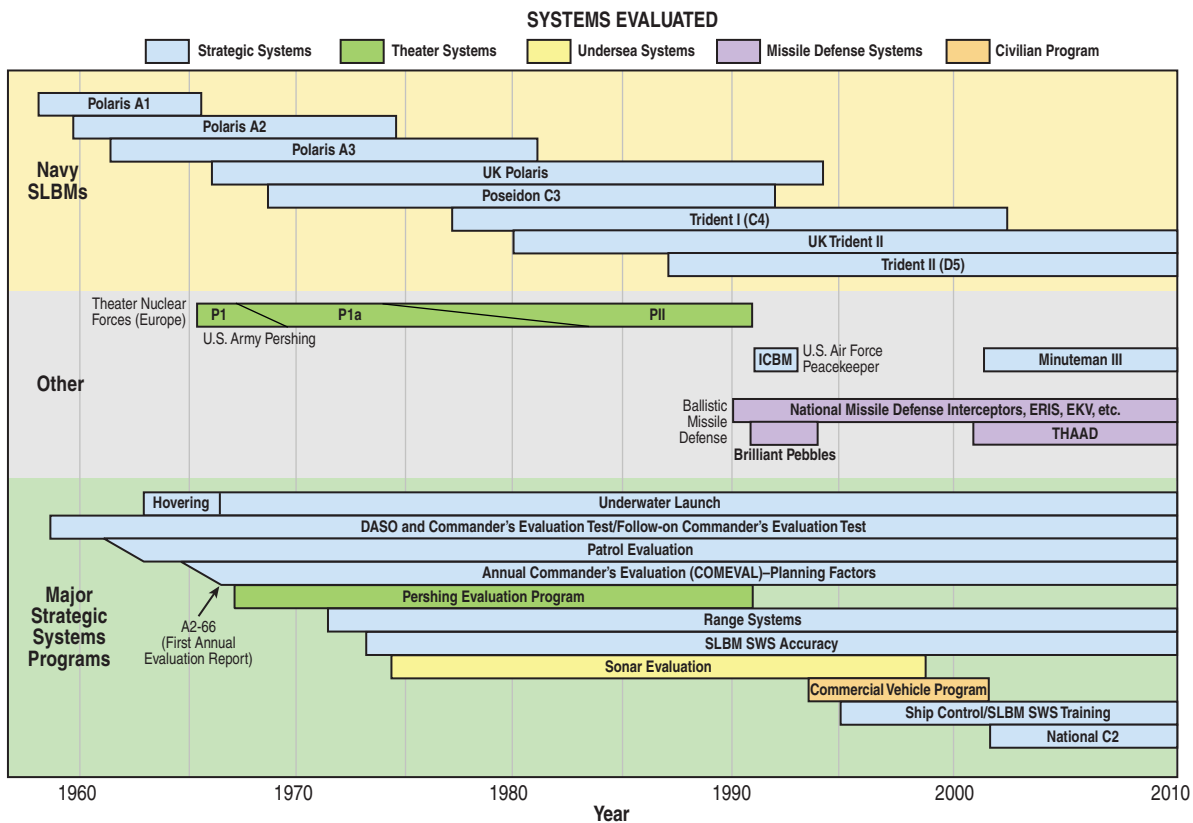 SYSTEMS EVALUATED
Strategic Systems
Theater Systems
Undersea Systems
Missile Defense Systems
Civilian Program
Navy
SLBMs
Polaris A1
Polaris A2
Polaris A3
UK Polaris
Poseidon C3
Trident I (C4)
UK Trident II
Trident II (D5)
Other
Theater Nuclear
Forces (Europe)
P1
P1a
PII
U.S. Army Pershing
ICBM
U.S. Air Force
Peacekeeper
Minuteman III
Ballistic
Missile
Defense
National Missile Defense Interceptors, ERIS, EKV, etc.
THAAD
Brilliant Pebbles
Major
Strategic
Systems
Programs
Hovering
Underwater Launch
DASO and Commander's Evaluation Test/Follow-on Commander's Evaluation Test
Patrol Evaluation
Annual Commander's Evaluation (COMEVAL)–Planning Factors
Pershing Evaluation Program
A2-66
(First Annual
Evaluation Report)
Range Systems
SLBM SWS Accuracy
Sonar Evaluation
Commercial Vehicle Program
Ship Control/SLBM SWS Training
National C2
1960
1970
1980
1990
2000
2010
Year